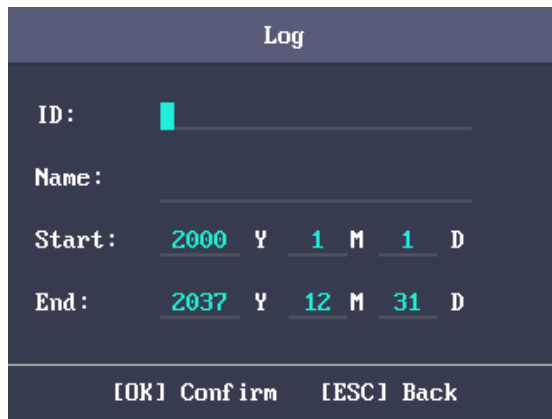 Log
ID:
Name:
Start: 2000 Y 1 M 1 D
End: 2037 Y 12 M 31 D
[OK] Confirm [ESC] Back